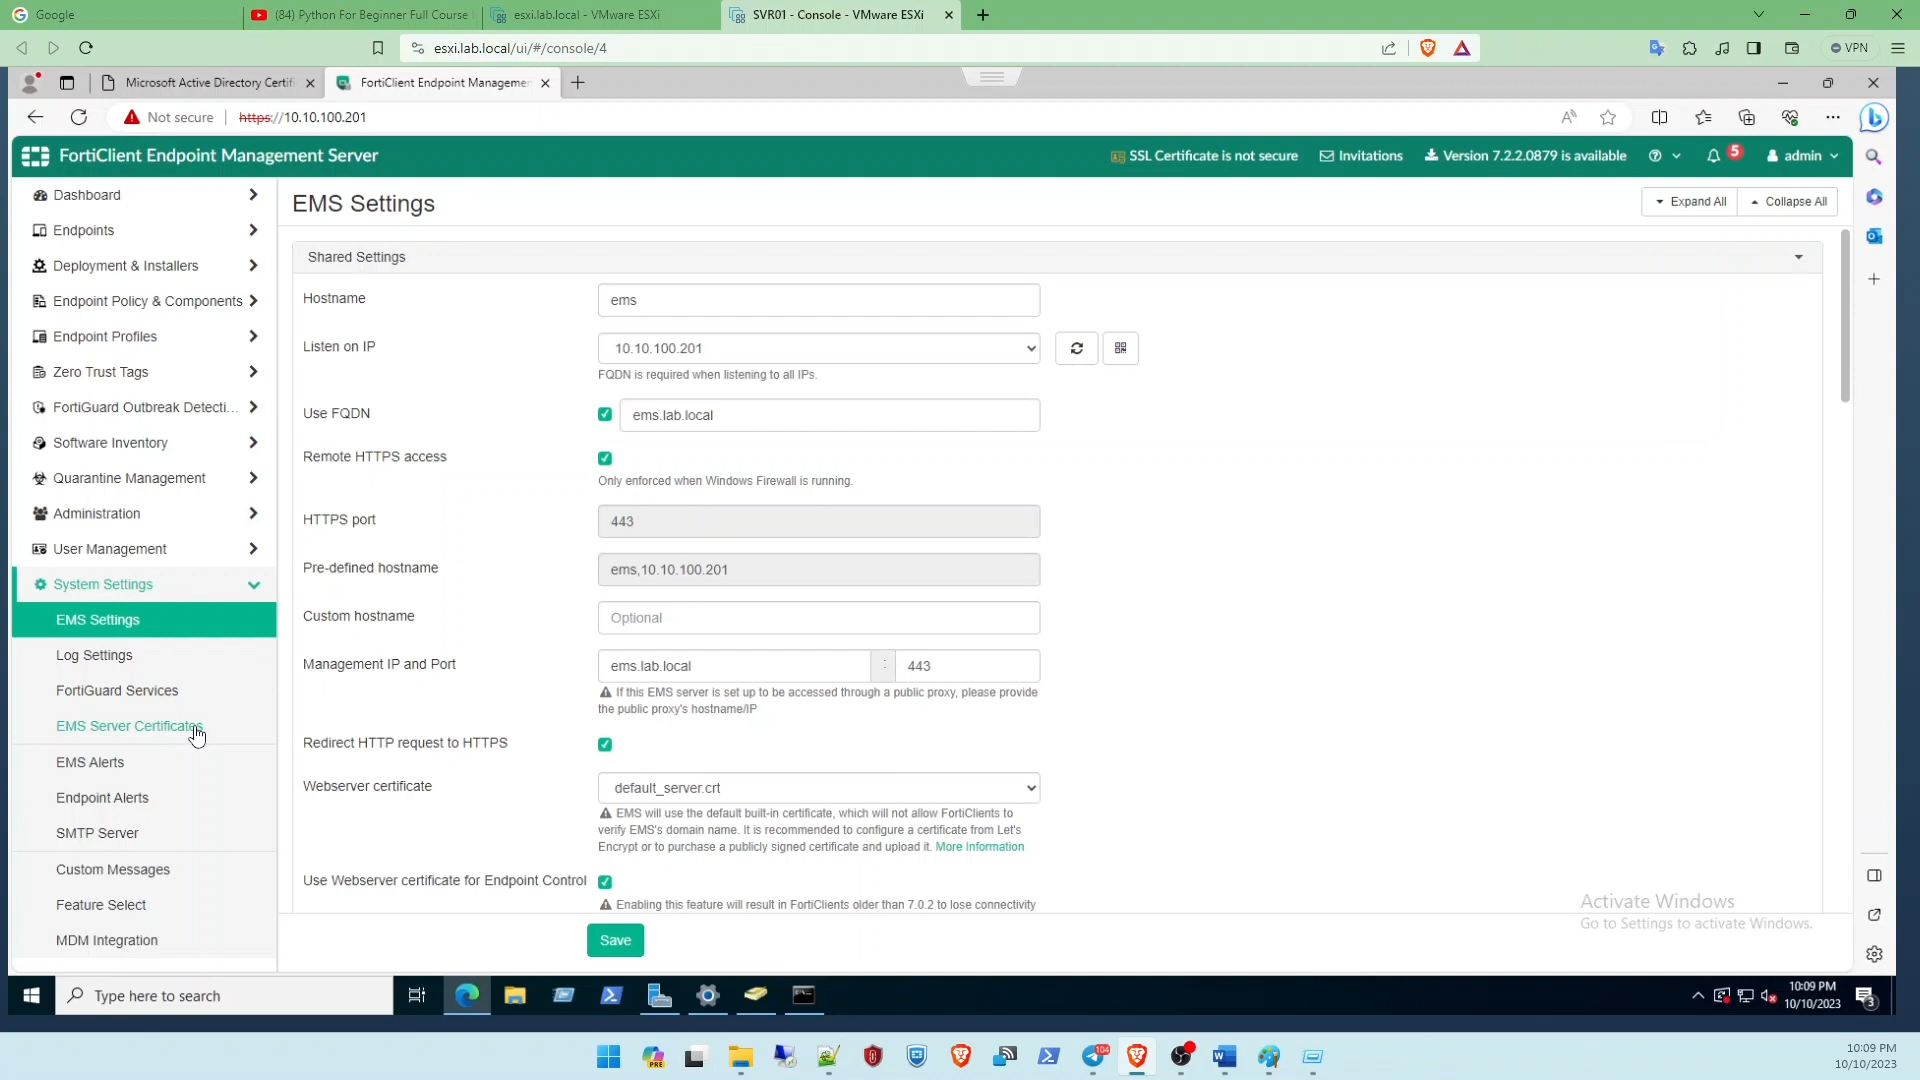 Google
(84) Python For Beginner Full Course
esxi.lab.local - VMware ESXi
SVR01 - Console - VMware ESXi
esxi.lab.local/ui/#/console/4
VPN
Microsoft Active Directory Certifi
FortiClient Endpoint Managemen
Not secure
https://10.10.100.201
FortiClient Endpoint Management Server
SSL Certificate is not secure
Invitations
Version 7.2.2.0879 is available
5
admin
Dashboard
Endpoints
Deployment & Installers
Endpoint Policy & Components
Endpoint Profiles
Zero Trust Tags
FortiGuard Outbreak Detecti...
Software Inventory
Quarantine Management
Administration
User Management
System Settings
EMS Settings
Log Settings
FortiGuard Services
EMS Server Certificates
EMS Alerts
Endpoint Alerts
SMTP Server
Custom Messages
Feature Select
MDM Integration
EMS Settings
Expand All
Collapse All
Shared Settings
Hostname
ems
Listen on IP
10.10.100.201
FQDN is required when listening to all IPs.
Use FQDN
ems.lab.local
Remote HTTPS access
Only enforced when Windows Firewall is running.
HTTPS port
443
Pre-defined hostname
ems,10.10.100.201
Custom hostname
Optional
Management IP and Port
ems.lab.local
:
443
If this EMS server is set up to be accessed through a public proxy, please provide
the public proxy's hostname/IP
Redirect HTTP request to HTTPS
Webserver certificate
default_server.crt
EMS will use the default built-in certificate, which will not allow FortiClients to
verify EMS's domain name. It is recommended to configure a certificate from Let's
Encrypt or to purchase a publicly signed certificate and upload it. More Information
Use Webserver certificate for Endpoint Control
Enabling this feature will result in FortiClients older than 7.0.2 to lose connectivity
Save
Activate Windows
Go to Settings to activate Windows.
Type here to search
10:09 PM
10/10/2023
3
PRE
104
10:09 PM
10/10/2023